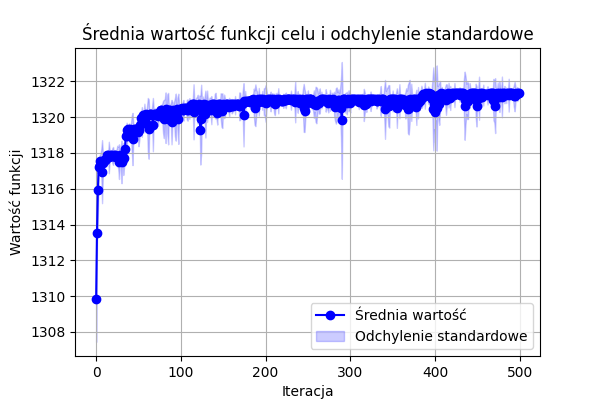 Średnia wartość funkcji celu i odchylenie standardowe
Wartość funkcji
1322
1320
1318
1316
1314
1312
1310
1308
0 100 200 300 400 500
Iteracja
Średnia wartość
Odchylenie standardowe